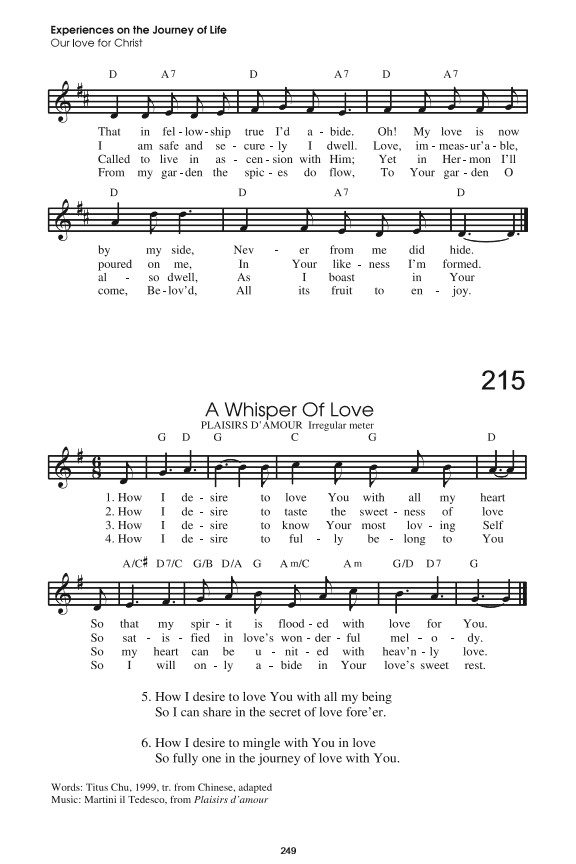 Experiences on the Journey of Life
Our love for Christ
D A7 D A7 D A7
That in fel - low - ship true I'd a - bide. Oh! My love is now
I am safe and se - cure - ly I dwell. Love, im - meas - ur'a - ble,
Called to live in as - cen - sion with Him; Yet in Her - mon I'll
From my gar - den the spic - es do flow, To Your gar - den O
D D A7 D
by my side, Nev - er from me did hide.
poured on me, In Your like - ness I'm formed.
al - so dwell, As I boast in Your
come, Be - lov'd, All its fruit to en - joy.
215
A Whisper Of Love
PLAISIRS D'AMOUR Irregular meter
G D G C G D
6
8
1. How I de - sire to love You with all my heart
2. How I de - sire to taste the sweet - ness of love
3. How I de - sire to know Your most lov - ing Self
4. How I de - sire to ful - ly be - long to You
A/C# D7/C G/B D/A G Am/C Am G/D D7 G
So that my spir - it is flood - ed with love for You.
So sat - is - fied in love's won - der - ful mel - o - dy.
So my heart can be u - nit - ed with heav'n - ly love.
So I will on - ly a - bide in Your love's sweet rest.
5. How I desire to love You with all my being
So I can share in the secret of love fore'er.
6. How I desire to mingle with You in love
So fully one in the journey of love with You.
Words: Titus Chu, 1999, tr. from Chinese, adapted
Music: Martini il Tedesco, from Plaisirs d'amour
249